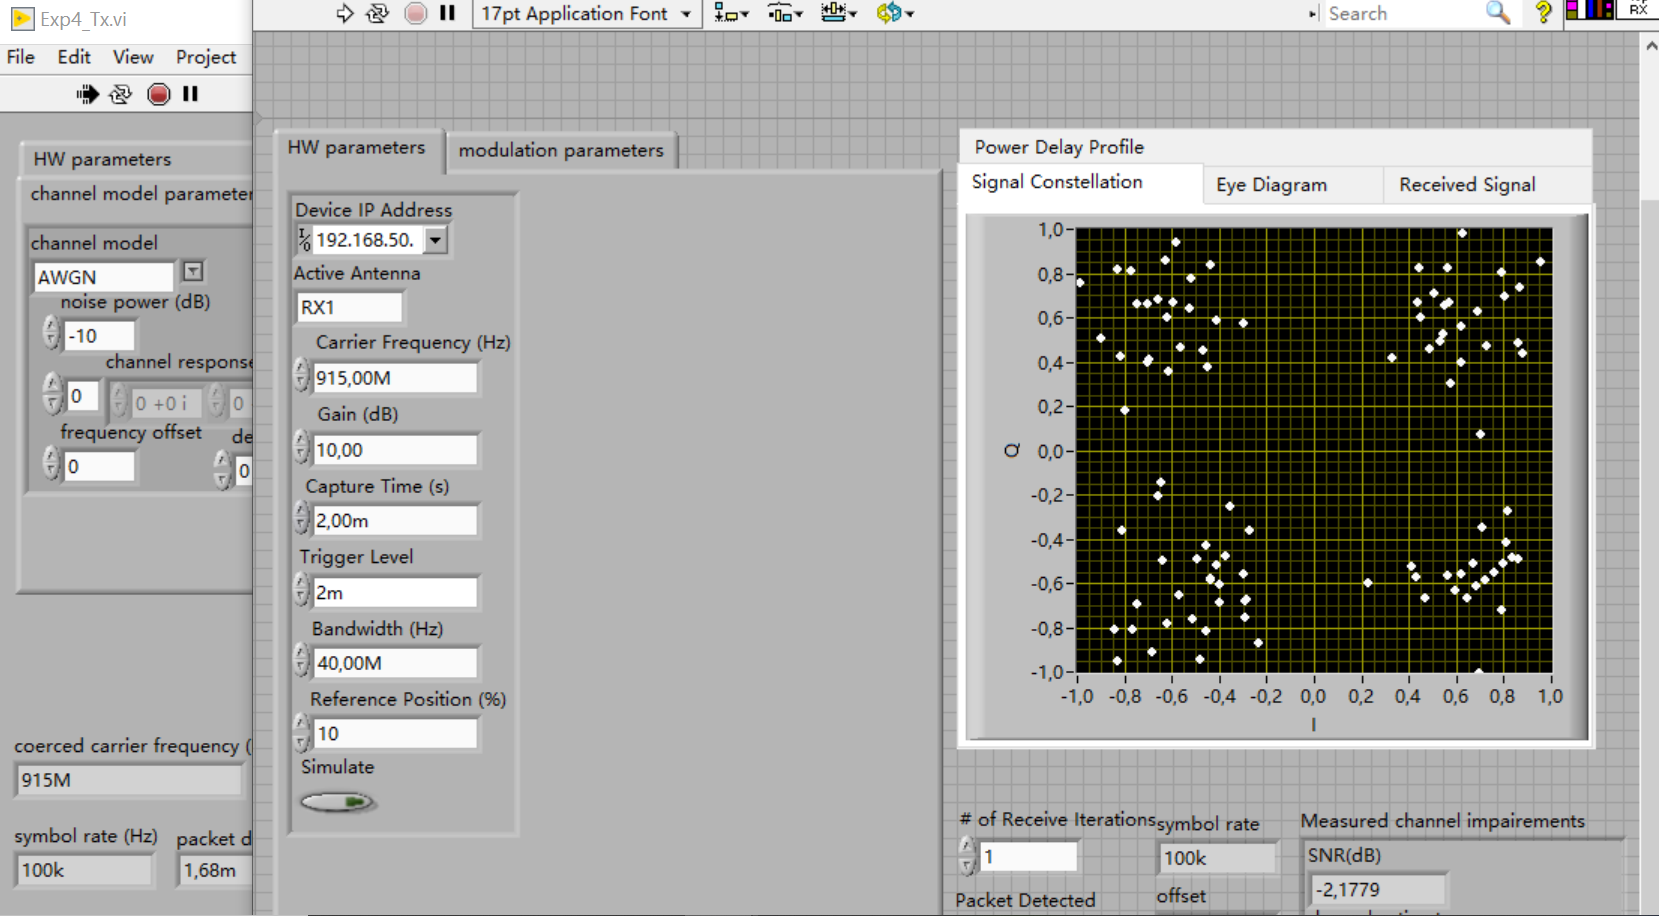 Exp4_Tx.vi
File Edit View Project
17pt Application Font
Search
RX
HW parameters
channel model parameter
channel model
AWGN
noise power (dB)
-10
channel response
0
0 +0 i
0
frequency offset
de
0
0
coerced carrier frequency (
915M
symbol rate (Hz)
packet d
100k
1,68m
HW parameters
modulation parameters
Device IP Address
192.168.50.
Active Antenna
RX1
Carrier Frequency (Hz)
915,00M
Gain (dB)
10,00
Capture Time (s)
2,00m
Trigger Level
2m
Bandwidth (Hz)
40,00M
Reference Position (%)
10
Simulate
Power Delay Profile
Signal Constellation
Eye Diagram
Received Signal
1,0
0,8
0,6
0,4
0,2
Q
0,0
-0,2
-0,4
-0,6
-0,8
-1,0
-1,0 -0,8 -0,6 -0,4 -0,2 0,0 0,2 0,4 0,6 0,8 1,0
I
# of Receive Iterations
1
symbol rate
100k
Measured channel impairements
SNR(dB)
-2,1779
Packet Detected
offset